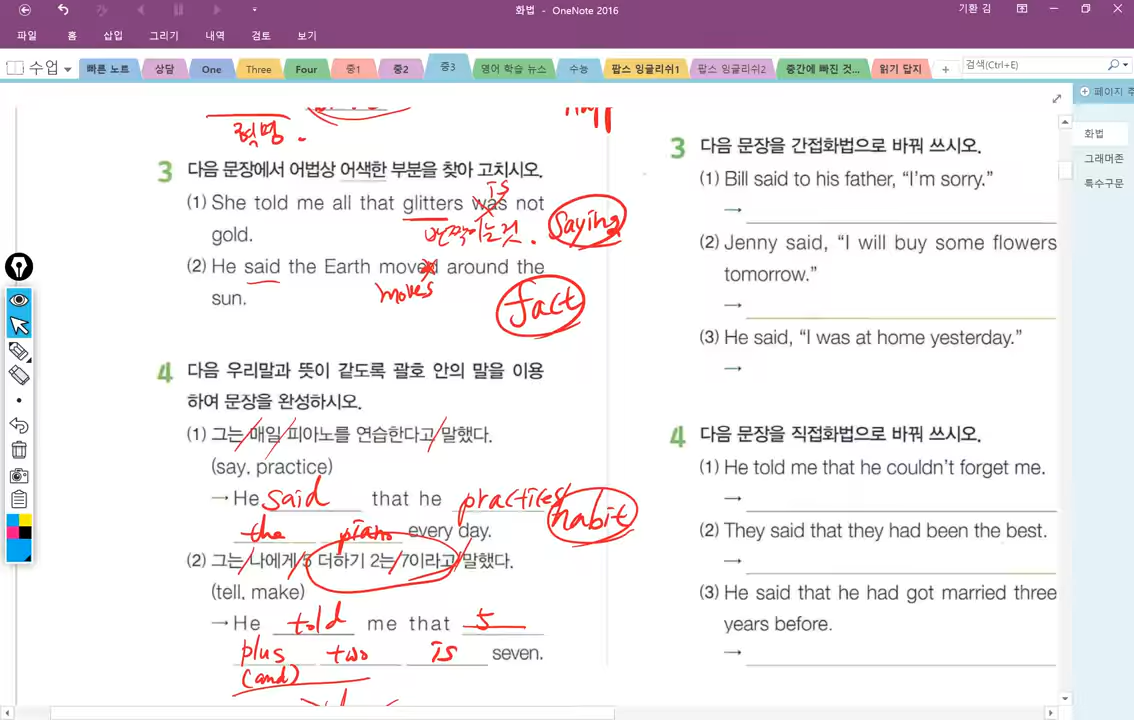 화법 - OneNote 2016
기환 김
파일 홈 삽입 그리기 내역 검토 보기
수업 빠른 노트 상담 One Three Four 중1 중2 중3 영어 학습 뉴스 수능 팝스 잉글리쉬1 팝스 잉글리쉬2 중간에 빠진 것... 읽기 답지 + 검색(Ctrl+E)
페이지 추
화법
그래머존
특수구문
혁명.
3 다음 문장에서 어법상 어색한 부분을 찾아 고치시오.
is
(1) She told me all that glitters was not
gold.
반짝이는 것.
saying
(2) He said the Earth moved around the
sun.
moves
fact
4 다음 우리말과 뜻이 같도록 괄호 안의 말을 이용
하여 문장을 완성하시오.
(1) 그는 매일 피아노를 연습한다고 말했다.
(say, practice)
→ He said that he practices
the piano every day.
habit
(2) 그는 나에게 5 더하기 2는 7이라고 말했다.
(tell, make)
→ He told me that 5
plus two is seven.
(and)
3 다음 문장을 간접화법으로 바꿔 쓰시오.
(1) Bill said to his father, “I’m sorry.”
→
(2) Jenny said, “I will buy some flowers
tomorrow.”
→
(3) He said, “I was at home yesterday.”
→
4 다음 문장을 직접화법으로 바꿔 쓰시오.
(1) He told me that he couldn’t forget me.
→
(2) They said that they had been the best.
→
(3) He said that he had got married three
years before.
→